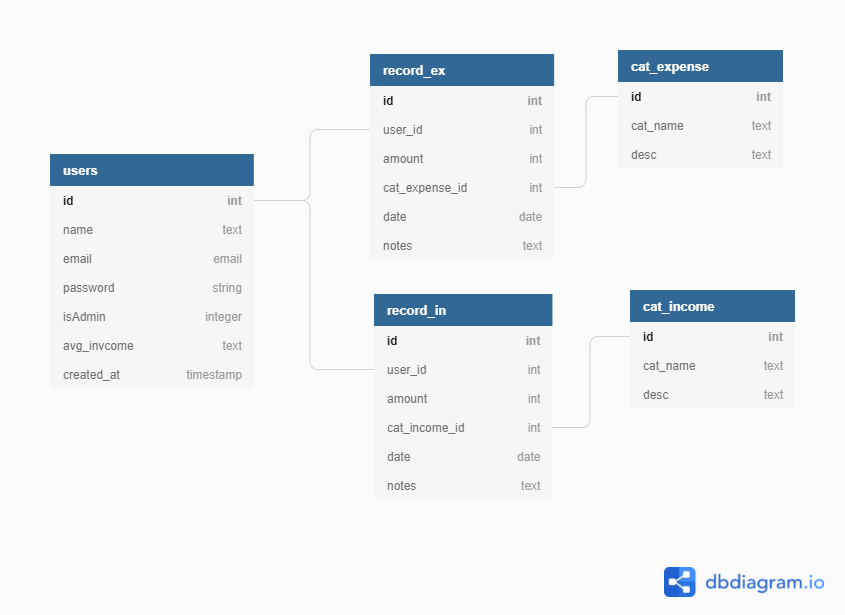 users
id int
name text
email email
password string
isAdmin integer
avg_invcome text
created_at timestamp
record_ex
id int
user_id int
amount int
cat_expense_id int
date date
notes text
cat_expense
id int
cat_name text
desc text
record_in
id int
user_id int
amount int
cat_income_id int
date date
notes text
cat_income
id int
cat_name text
desc text
dbdiagram.io